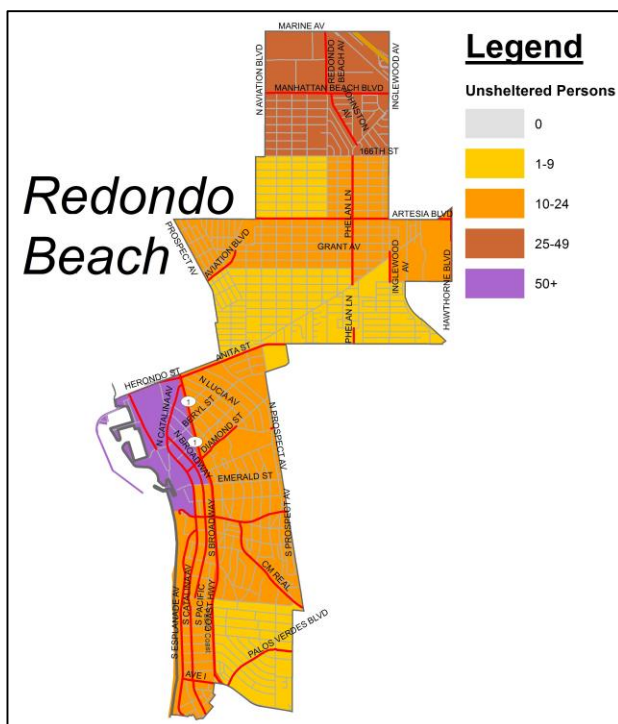 MARINE AV
N AVIATION BLVD
REDONDO
BEACH AV
INGLEWOOD AV
MANHATTAN BEACH BLVD
JOHNSTON
AV
166TH ST
Legend
Unsheltered Persons
0
1-9
10-24
25-49
50+
Redondo
Beach
PHELAN LN
ARTESIA BLVD
PROSPECT AV
AVIATION BLVD
GRANT AV
INGLEWOOD
AV
HAWTHORNE BLVD
PHELAN LN
ANITA ST
HERONDO ST
N CATALINA AV
N LUCIA AV
1
BERYL ST
DIAMOND ST
N BROADWAY
N PROSPECT AV
EMERALD ST
S BROADWAY
S PROSPECT AV
CM REAL
S ESPLANADE AV
S CATALINA AV
S PACIFIC
COAST HWY
PALOS VERDES BLVD
AVE I